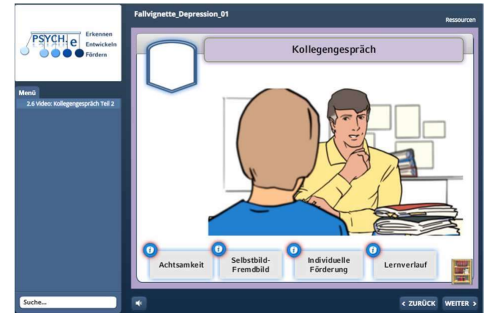 Fallvignette_Depression_01
Ressourcen
PSYCH.e
Erkennen
Entwickeln
Fördern
Menü
2.6 Video: Kollegengespräch Teil 2
Kollegengespräch
Achtsamkeit
Selbstbild-
Fremdbild
Individuelle
Förderung
Lernverlauf
Suche...
ZURÜCK
WEITER